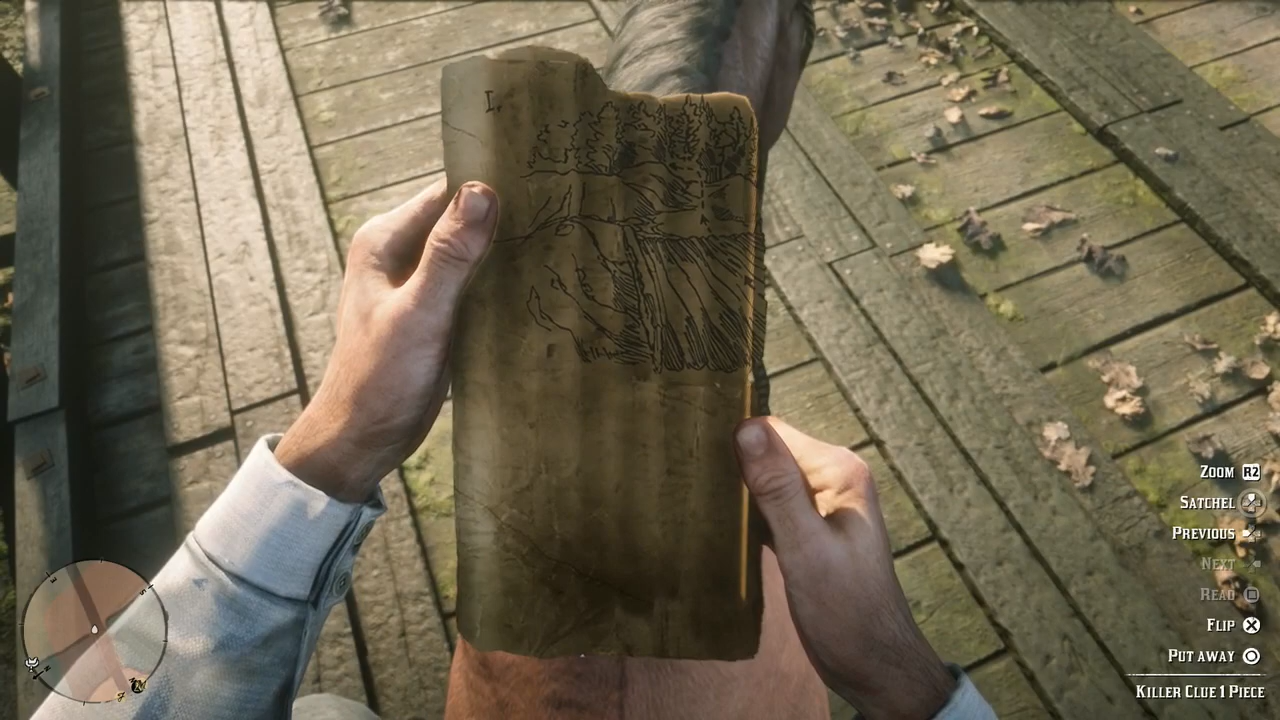 I.
Zoom R2
Satchel
Previous
Next
Read
Flip
Put away
Killer Clue 1 Piece